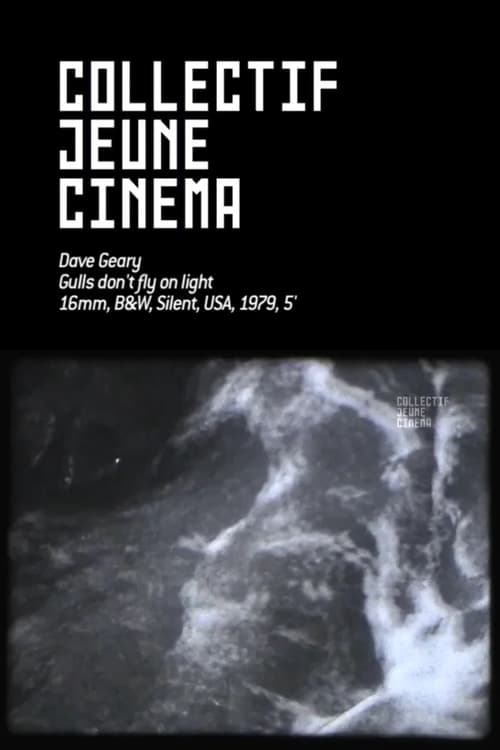 COLLECTIF
JEUNE
CINEMA
Dave Geary
Gulls don't fly on light
16mm, B&W, Silent, USA, 1979, 5'
COLLECTIF
JEUNE
CINEMA